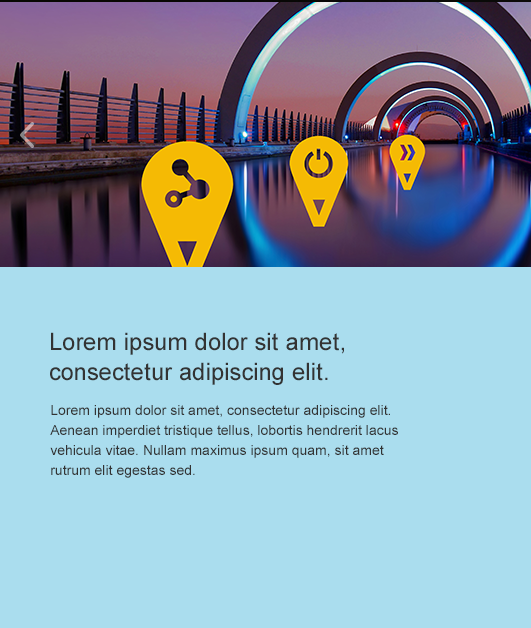 Lorem ipsum dolor sit amet,
consectetur adipiscing elit.
Lorem ipsum dolor sit amet, consectetur adipiscing elit.
Aenean imperdiet tristique tellus, lobortis hendrerit lacus
vehicula vitae. Nullam maximus ipsum quam, sit amet
rutrum elit egestas sed.